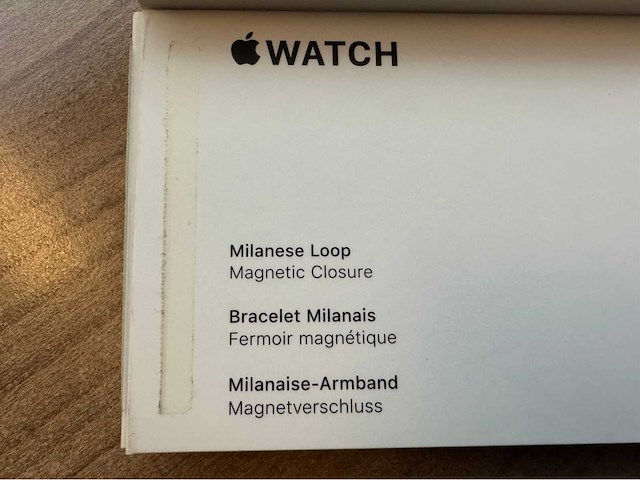 WATCH
Milanese Loop
Magnetic Closure
Bracelet Milanais
Fermoir magnétique
Milanaise-Armband
Magnetverschluss